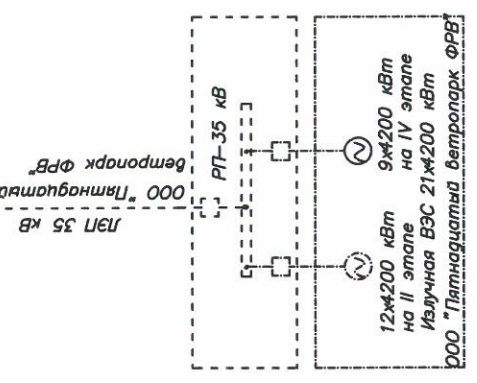 ЛЭП 35 кВ
ООО "Пятнадцатый
ветропарк ФРВ"
РП-35 кВ
12х4200 кВт
на II этапе
9х4200 кВт
на IV этапе
Излучная ВЭС 21х4200 кВт
ООО "Пятнадцатый ветропарк ФРВ"